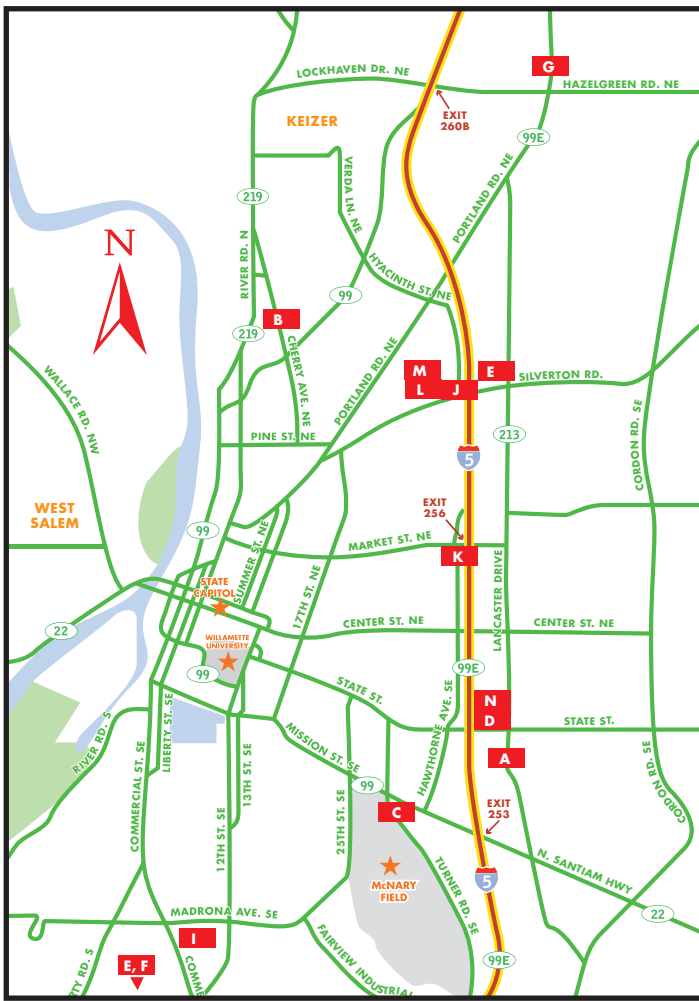 LOCKHAVEN DR. NE
G
HAZELGREEN RD. NE
EXIT
260B
KEIZER
99E
VERDA LN. NE
PORTLAND RD. NE
219
RIVER RD. N
N
HYACINTH ST. NE
99
B
219
CHERRY AVE. NE
PORTLAND RD. NE
M
E
L
J
SILVERTON RD.
WALLACE RD. NW
CORDON RD. SE
PINE ST. NE
213
5
EXIT
256
WEST
SALEM
99
MARKET ST. NE
K
SUMMER ST. NE
STATE
CAPITOL
17TH ST. NE
LANCASTER DRIVE
22
CENTER ST. NE
CENTER ST. NE
WILLAMETTE
UNIVERSITY
99
99E
STATE ST.
HAWTHORNE AVE. SE
N
D
STATE ST.
RIVER RD. S
LIBERTY ST. SE
COMMERCIAL ST. SE
MISSION ST. SE
13TH ST. SE
12TH ST. SE
A
CORDON RD. SE
99
25TH ST. SE
C
EXIT
253
N. SANTIAM HWY
McNARY
FIELD
TURNER RD. SE
5
22
MADRONA AVE. SE
I
FAIRVIEW INDUSTRIAL
99E
E, F
RTY RD. S
COMME